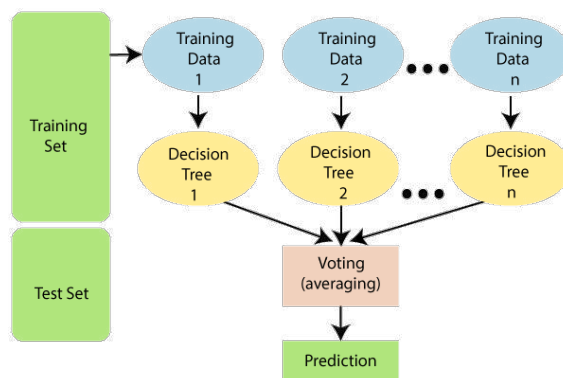 Training
Set
Test Set
Training
Data
1
Training
Data
2
Training
Data
n
Decision
Tree
1
Decision
Tree
2
Decision
Tree
n
Voting
(averaging)
Prediction